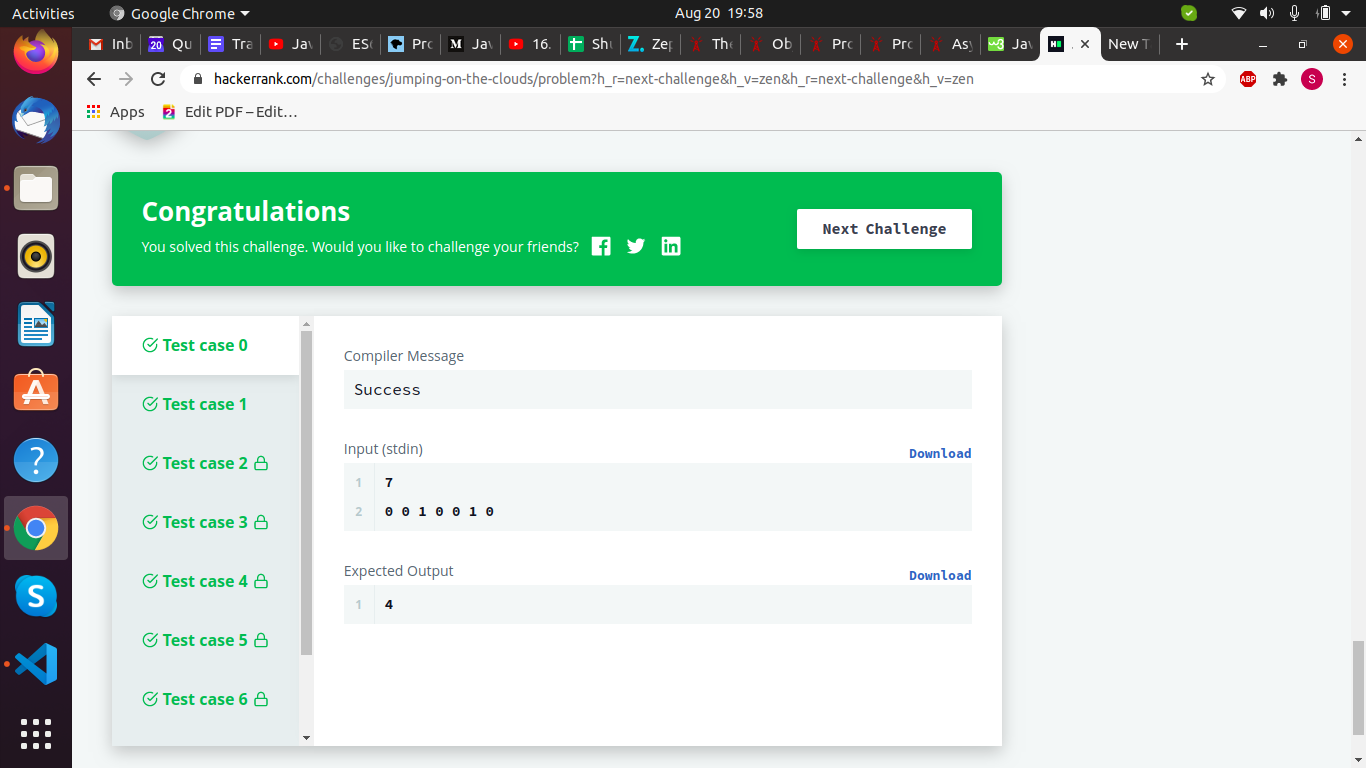 Activities
Google Chrome
Aug 20 19:58
Inb
Qu
Tra
Jav
ESC
Pro
Jav
16.
Shu
Zep
The
Ob
Pro
Pro
Asy
Jav
New T
hackerrank.com/challenges/jumping-on-the-clouds/problem?h_r=next-challenge&h_v=zen&h_r=next-challenge&h_v=zen
ABP
S
Apps
Edit PDF – Edit…
Congratulations
You solved this challenge. Would you like to challenge your friends?
Next Challenge
Test case 0
Test case 1
Test case 2
Test case 3
Test case 4
Test case 5
Test case 6
Compiler Message
Success
Input (stdin)
Download
1 7
2 0 0 1 0 0 1 0
Expected Output
Download
1 4